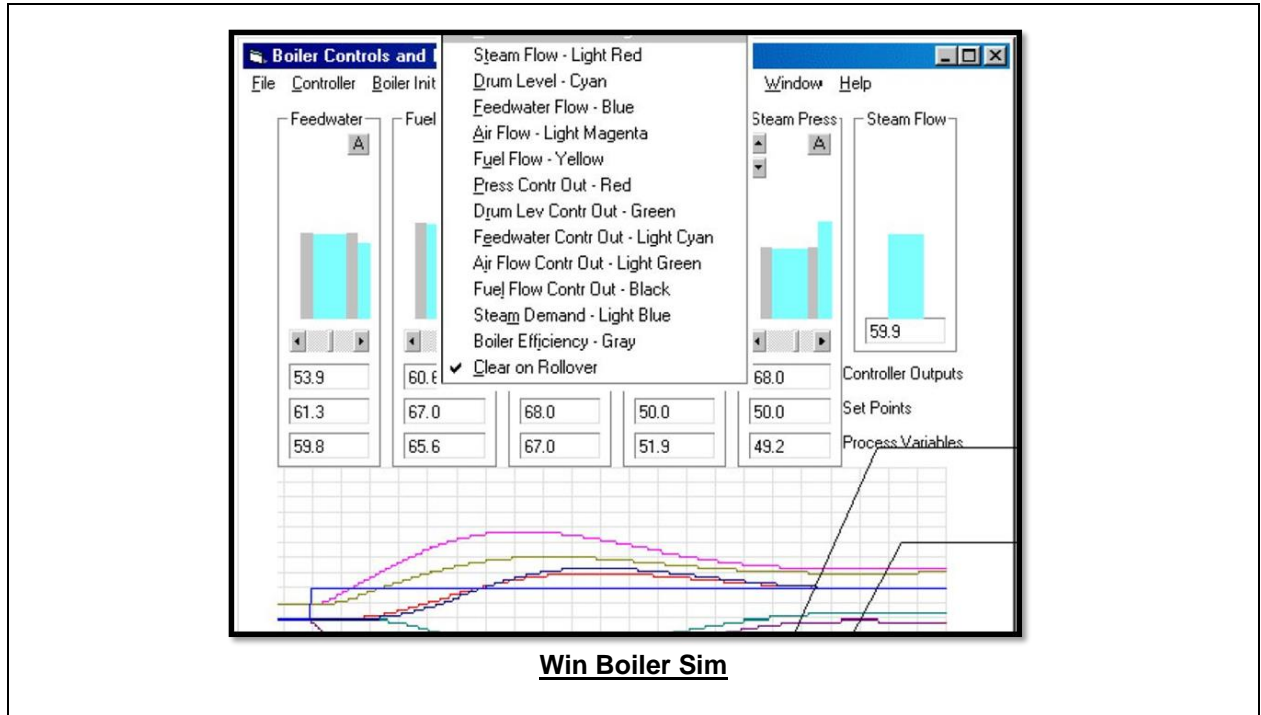 Boiler Controls and
File Controller Boiler Init Window Help
Steam Flow - Light Red
Drum Level - Cyan
Feedwater Flow - Blue
Air Flow - Light Magenta
Fuel Flow - Yellow
Press Contr Out - Red
Drum Lev Contr Out - Green
Feedwater Contr Out - Light Cyan
Air Flow Contr Out - Light Green
Fuel Flow Contr Out - Black
Steam Demand - Light Blue
Boiler Efficiency - Gray
✔ Clear on Rollover
Feedwater Fuel Steam Press Steam Flow
A A
59.9
53.9 60.6 68.0 Controller Outputs
61.3 67.0 68.0 50.0 50.0 Set Points
59.8 65.6 67.0 51.9 49.2 Process Variables
Win Boiler Sim